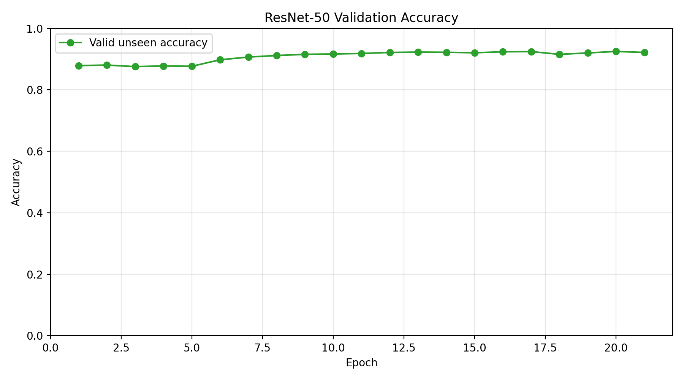 ResNet-50 Validation Accuracy
Valid unseen accuracy
Accuracy
1.0
0.8
0.6
0.4
0.2
0.0
0.0 2.5 5.0 7.5 10.0 12.5 15.0 17.5 20.0
Epoch